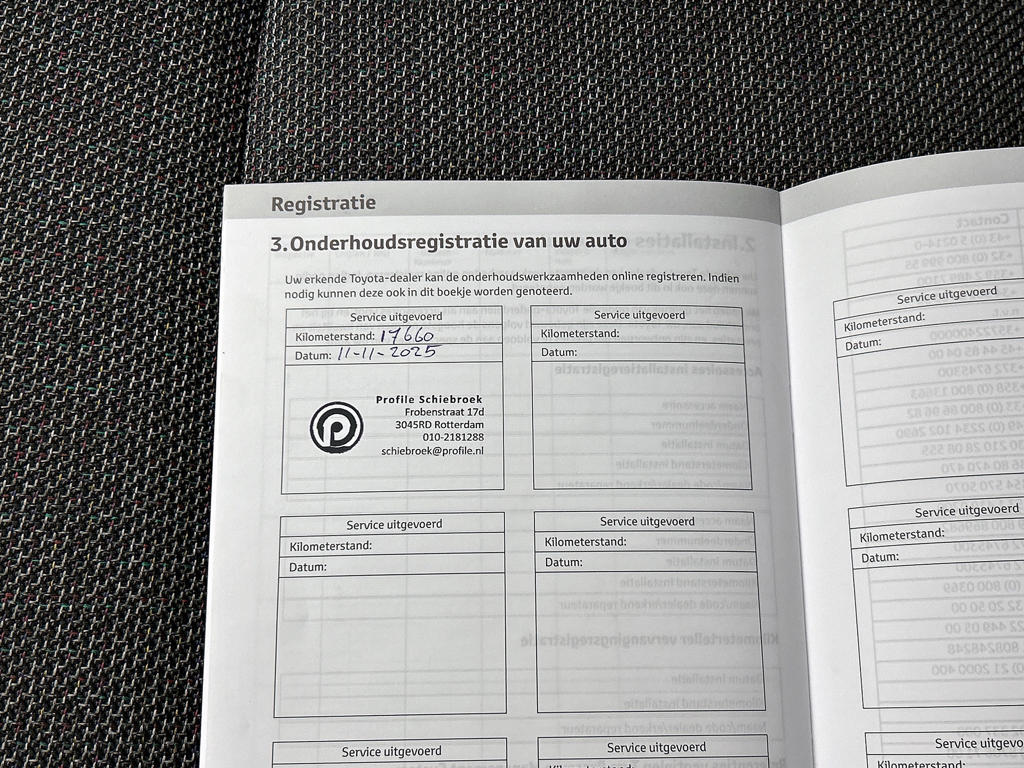 Registratie
3.Onderhoudsregistratie van uw auto
Uw erkende Toyota-dealer kan de onderhoudswerkzaamheden online registreren. Indien
nodig kunnen deze ook in dit boekje worden genoteerd.
Service uitgevoerd
Kilometerstand: 17660
Datum: 11-11-2025
Profile Schiebroek
Frobenstraat 17d
3045RD Rotterdam
010-2181288
schiebroek@profile.nl
Service uitgevoerd
Kilometerstand:
Datum:
Service uitgevoerd
Kilometerstand:
Datum:
Service uitgevoerd
Kilometerstand:
Datum:
Service uitgevoerd
Service uitgevoerd
Kilometerstand:
Service uitgevoerd
Kilometerstand:
Datum:
Service uitgevoerd
Kilometerstand:
Datum:
Service uitgevo